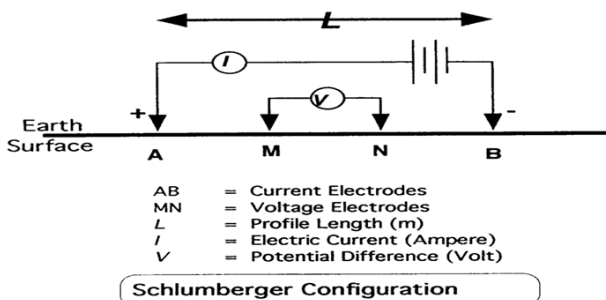 L
I
V
+
-
Earth
Surface
A M N B
AB = Current Electrodes
MN = Voltage Electrodes
L = Profile Length (m)
I = Electric Current (Ampere)
V = Potential Difference (Volt)
Schlumberger Configuration